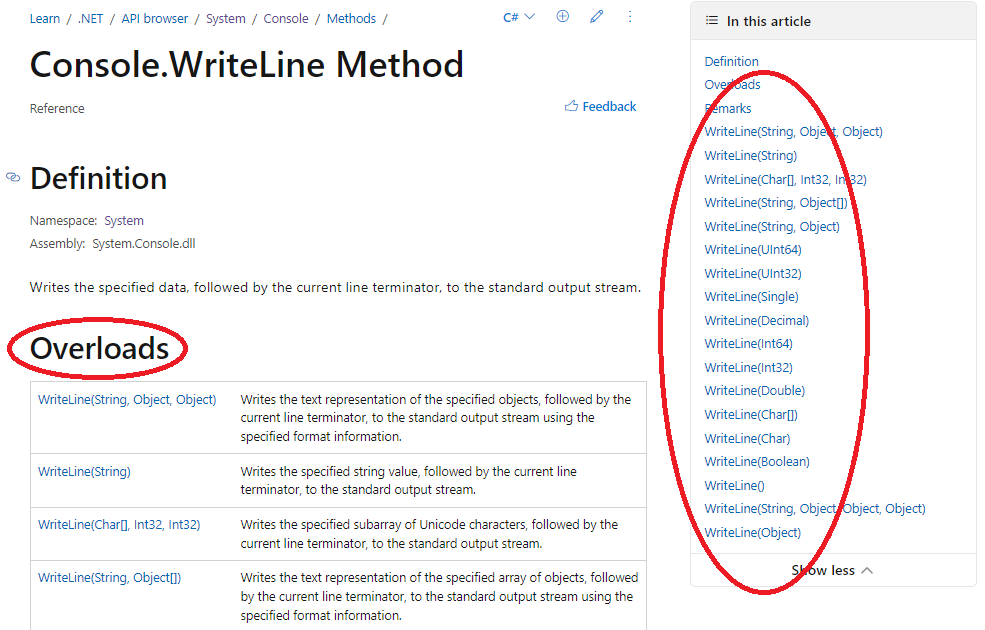 Learn / .NET / API browser / System / Console / Methods /
C#
Console.WriteLine Method
Reference
Feedback
Definition
Namespace: System
Assembly: System.Console.dll
Writes the specified data, followed by the current line terminator, to the standard output stream.
Overloads
WriteLine(String, Object, Object)
Writes the text representation of the specified objects, followed by the
current line terminator, to the standard output stream using the
specified format information.
WriteLine(String)
Writes the specified string value, followed by the current line
terminator, to the standard output stream.
WriteLine(Char[], Int32, Int32)
Writes the specified subarray of Unicode characters, followed by the
current line terminator, to the standard output stream.
WriteLine(String, Object[])
Writes the text representation of the specified array of objects, followed
by the current line terminator, to the standard output stream using the
specified format information.
In this article
Definition
Overloads
Remarks
WriteLine(String, Object, Object)
WriteLine(String)
WriteLine(Char[], Int32, Int32)
WriteLine(String, Object[])
WriteLine(String, Object)
WriteLine(UInt64)
WriteLine(UInt32)
WriteLine(Single)
WriteLine(Decimal)
WriteLine(Int64)
WriteLine(Int32)
WriteLine(Double)
WriteLine(Char[])
WriteLine(Char)
WriteLine(Boolean)
WriteLine()
WriteLine(String, Object, Object, Object)
WriteLine(Object)
Show less